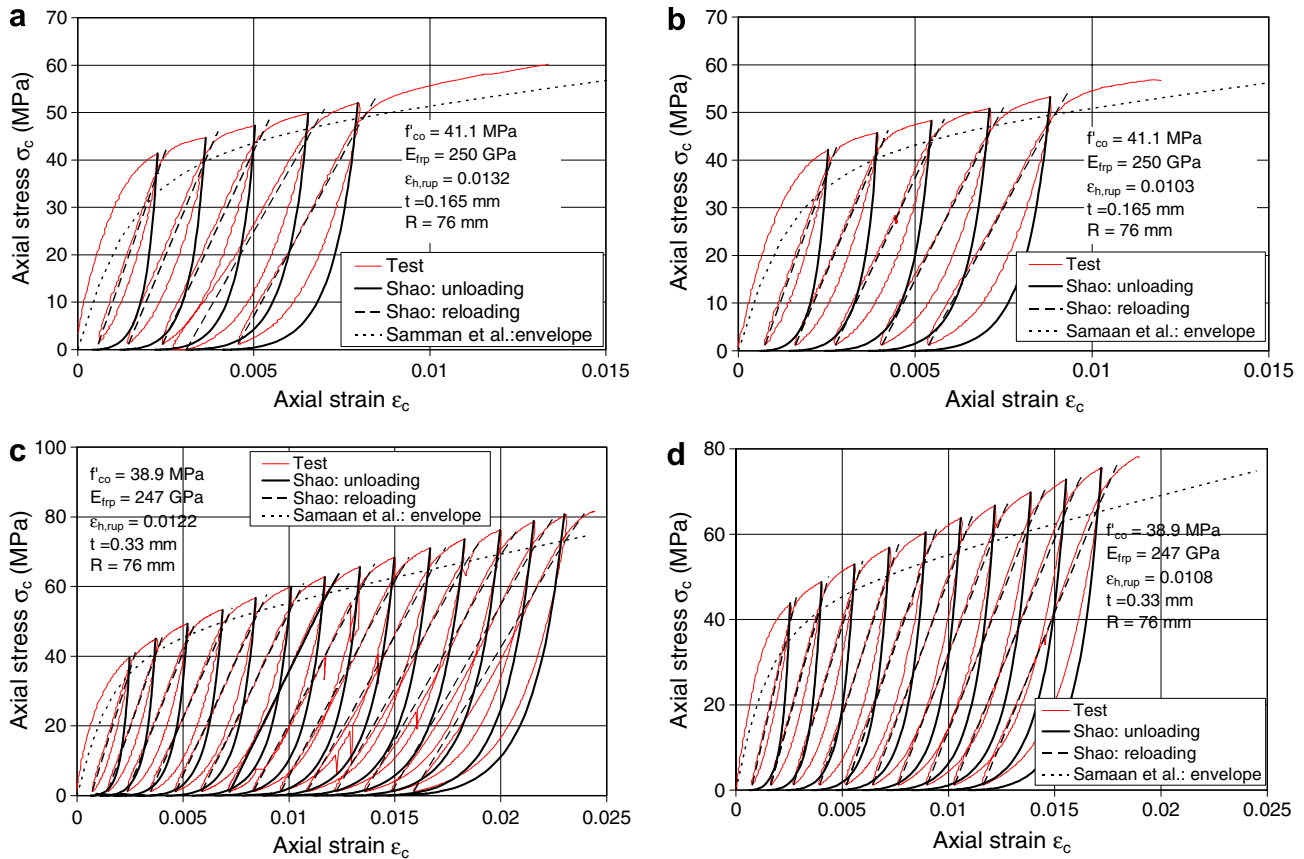 a
70
60
50
40
30
20
10
0
Axial stress σc (MPa)
f'co = 41.1 MPa
Efrp = 250 GPa
εh,rup = 0.0132
t =0.165 mm
R = 76 mm
Test
Shao: unloading
Shao: reloading
Samman et al.:envelope
0 0.005 0.01 0.015
Axial strain εc
b
70
60
50
40
30
20
10
0
Axial stress σc (MPa)
f'co = 41.1 MPa
Efrp = 250 GPa
εh,rup = 0.0103
t =0.165 mm
R = 76 mm
Test
Shao: unloading
Shao: reloading
Samaan et al.: envelope
0 0.005 0.01 0.015
Axial strain εc
c
100
80
60
40
20
0
Axial stress σc (MPa)
f'co = 38.9 MPa
Efrp = 247 GPa
εh,rup = 0.0122
t =0.33 mm
R = 76 mm
Test
Shao: unloading
Shao: reloading
Samaan et al.: envelope
0 0.005 0.01 0.015 0.02 0.025
Axial strain εc
d
80
60
40
20
0
Axial stress σc (MPa)
f'co = 38.9 MPa
Efrp = 247 GPa
εh,rup = 0.0108
t =0.33 mm
R = 76 mm
Test
Shao: unloading
Shao: reloading
Samaan et al.: envelope
0 0.005 0.01 0.015 0.02 0.025
Axial strain εc